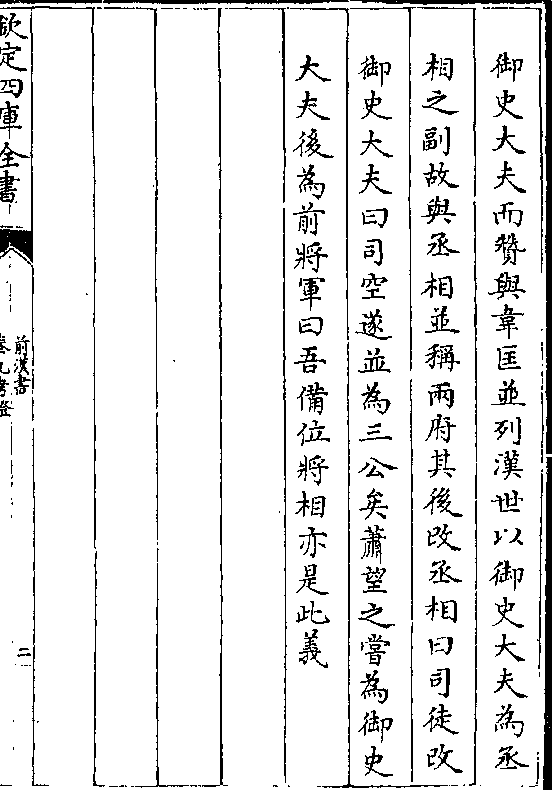 御史大夫而贊與韋匡並列漢世以御史大夫為丞
相之副故與丞相並稱兩府其後改丞相曰司徒改
御史大夫曰司空遂並為三公矣蕭望之嘗為御史
大夫後為前將軍曰吾備位將相亦是此義
欽定四庫全書
前漢書
卷九考證
二